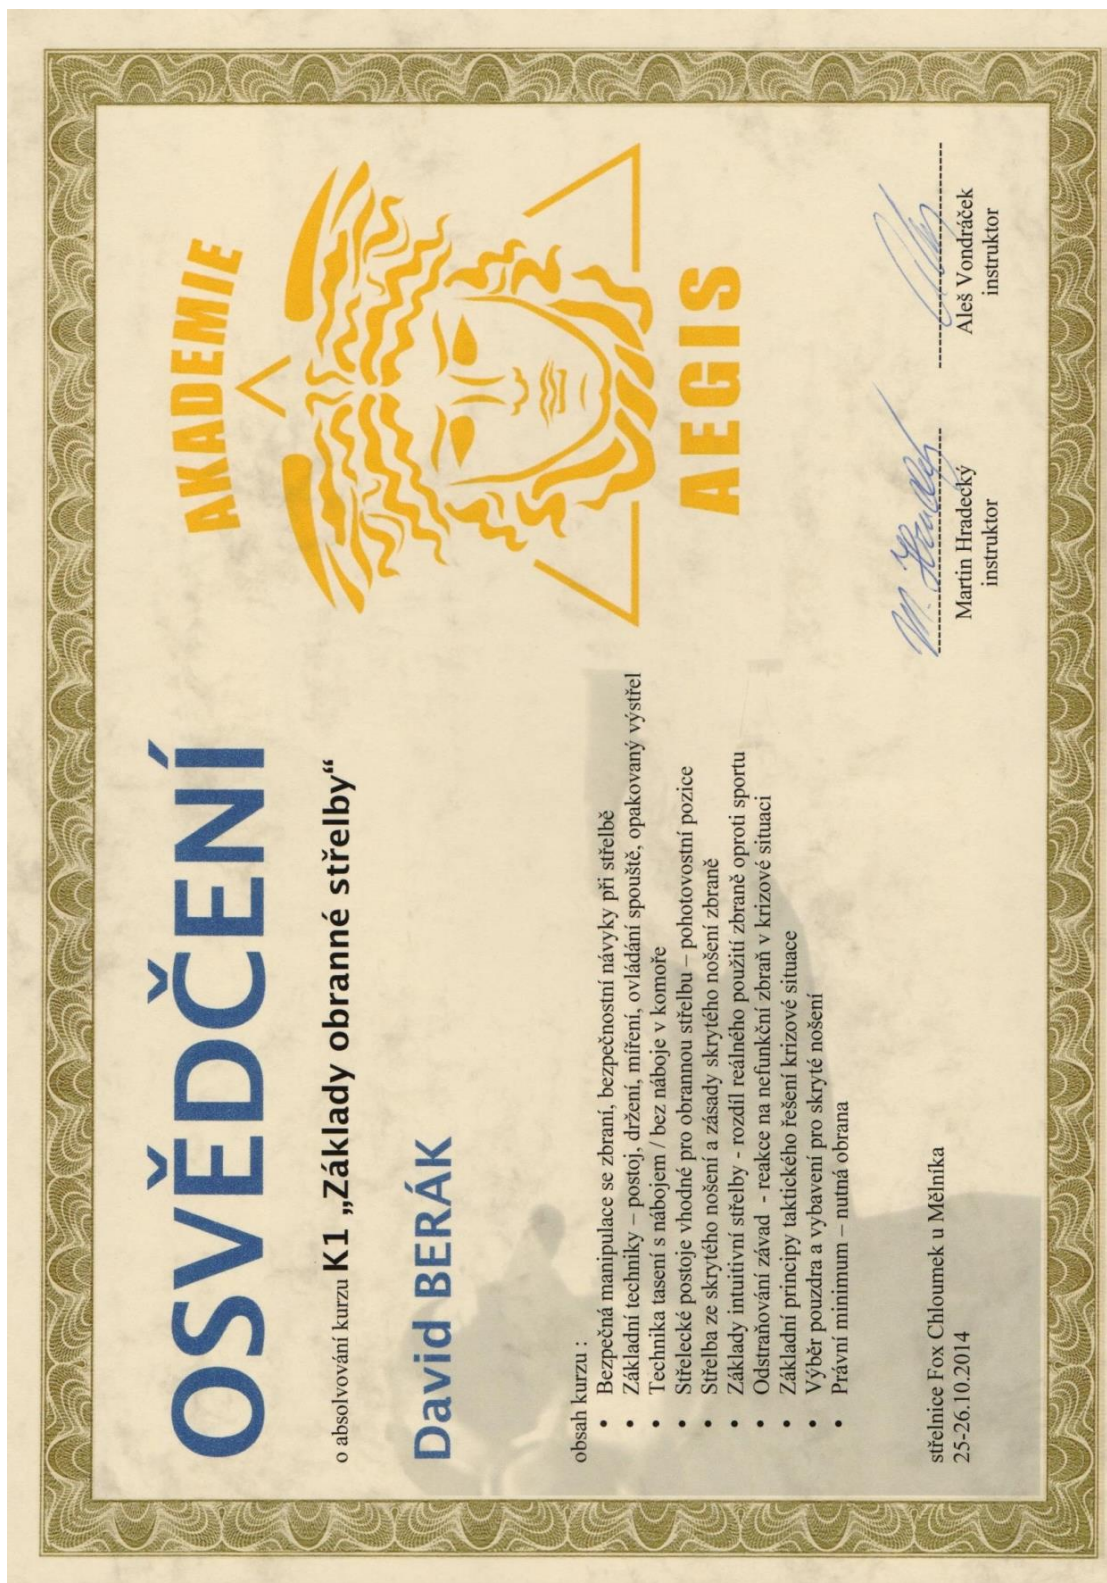 OSVĚDČENÍ
o absolvování kurzu K1 „Základy obranné střelby“
David BERÁK
AKADEMIE
AEGIS
obsah kurzu :
• Bezpečná manipulace se zbraní, bezpečnostní návyky při střelbě
• Základní techniky – postoj, držení, míření, ovládání spouště, opakovaný výstřel
• Technika tasení s nábojem / bez náboje v komoře
• Střelecké postoje vhodné pro obrannou střelbu – pohotovostní pozice
• Střelba ze skrytého nošení a zásady skrytého nošení zbraně
• Základy intuitivní střelby - rozdíl reálného použití zbraně oproti sportu
• Odstraňování závad - reakce na nefunkční zbraň v krizové situaci
• Základní principy taktického řešení krizové situace
• Výběr pouzdra a vybavení pro skryté nošení
• Právní minimum – nutná obrana
střelnice Fox Chloumek u Mělníka
25-26.10.2014
M. Hradecký
Martin Hradecký
instruktor
Aleš Vondráček
instruktor